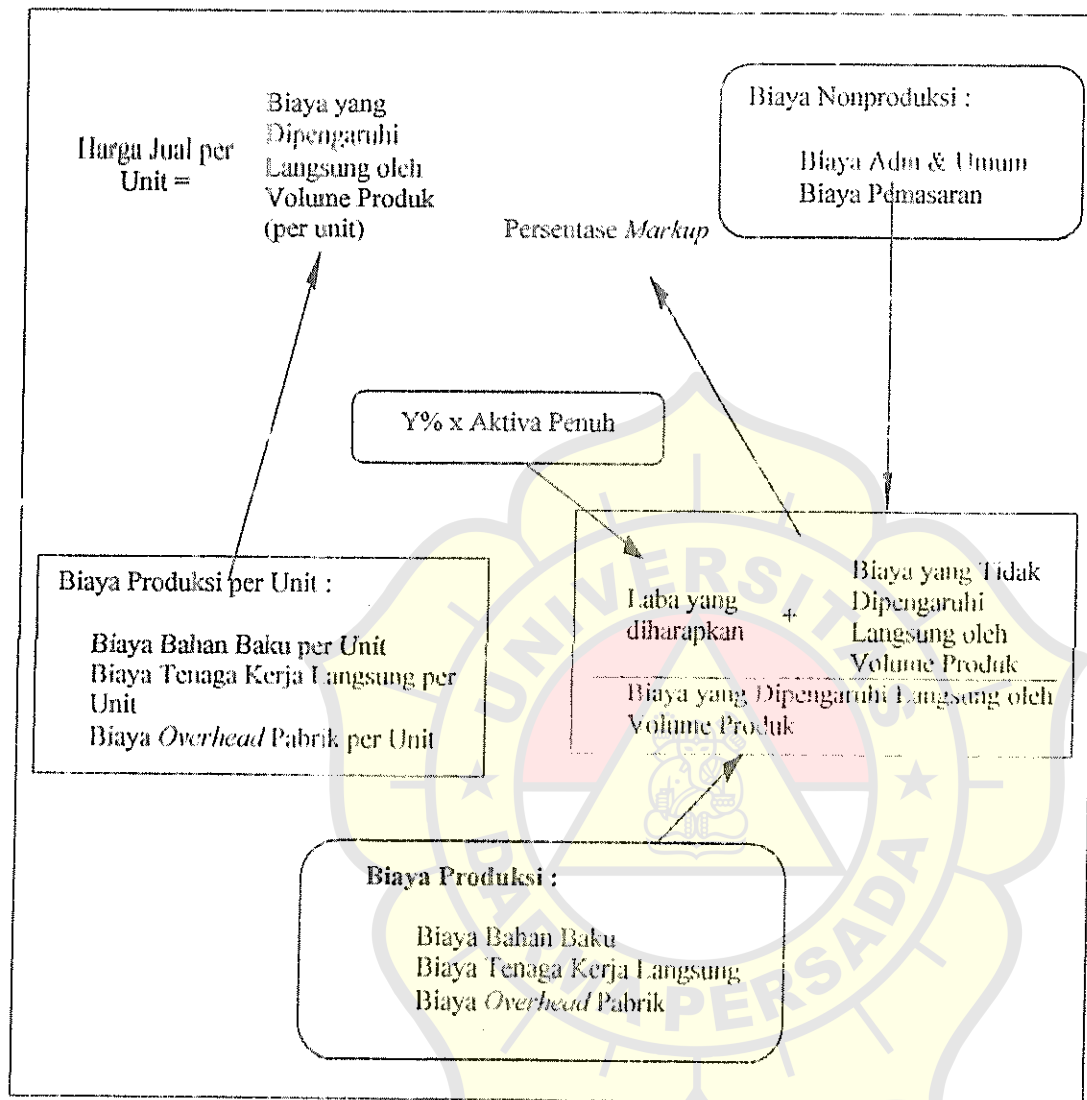 Harga Jual per
Unit =
Biaya yang
Dipengaruhi
Langsung oleh
Volume Produk
(per unit)
Persentase Markup
Biaya Nonproduksi :
Biaya Adm & Umum
Biaya Pemasaran
Y% x Aktiva Penuh
Biaya Produksi per Unit :
Biaya Bahan Baku per Unit
Biaya Tenaga Kerja Langsung per
Unit
Biaya Overhead Pabrik per Unit
Laba yang
diharapkan
+
Biaya yang Tidak
Dipengaruhi
Langsung oleh
Volume Produk
Biaya yang Dipengaruhi Langsung oleh
Volume Produk
Biaya Produksi :
Biaya Bahan Baku
Biaya Tenaga Kerja Langsung
Biaya Overhead Pabrik
UNIVERSITAS
DARMA PERSADA